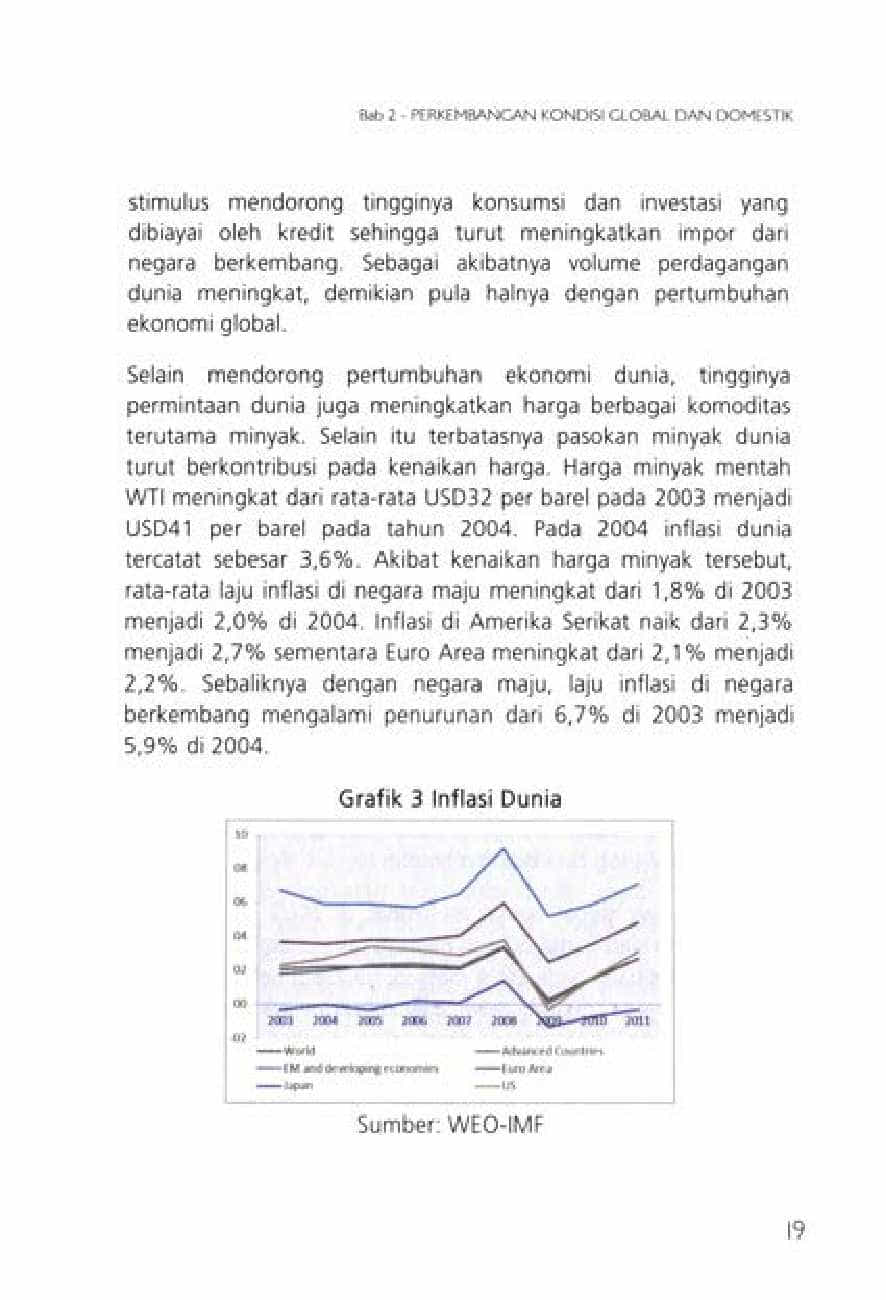 Bab 2 - PERKEMBANGAN KONDISI GLOBAL DAN DOMESTIK
stimulus mendorong tingginya konsumsi dan investasi yang
dibiayai oleh kredit sehingga turut meningkatkan impor dari
negara berkembang. Sebagai akibatnya volume perdagangan
dunia meningkat, demikian pula halnya dengan pertumbuhan
ekonomi global.
Selain mendorong pertumbuhan ekonomi dunia, tingginya
permintaan dunia juga meningkatkan harga berbagai komoditas
terutama minyak. Selain itu terbatasnya pasokan minyak dunia
turut berkontribusi pada kenaikan harga. Harga minyak mentah
WTI meningkat dari rata-rata USD32 per barel pada 2003 menjadi
USD41 per barel pada tahun 2004. Pada 2004 inflasi dunia
tercatat sebesar 3,6%. Akibat kenaikan harga minyak tersebut,
rata-rata laju inflasi di negara maju meningkat dari 1,8% di 2003
menjadi 2,0% di 2004. Inflasi di Amerika Serikat naik dari 2,3%
menjadi 2,7% sementara Euro Area meningkat dari 2,1% menjadi
2,2%. Sebaliknya dengan negara maju, laju inflasi di negara
berkembang mengalami penurunan dari 6,7% di 2003 menjadi
5,9% di 2004.
Grafik 3 Inflasi Dunia
10
08
06
04
02
00
2003 2004 2005 2006 2007 2008 2009 2010 2011
-02
World Advanced Countries
EM and developing economies Euro Area
Japan US
Sumber: WEO-IMF
19